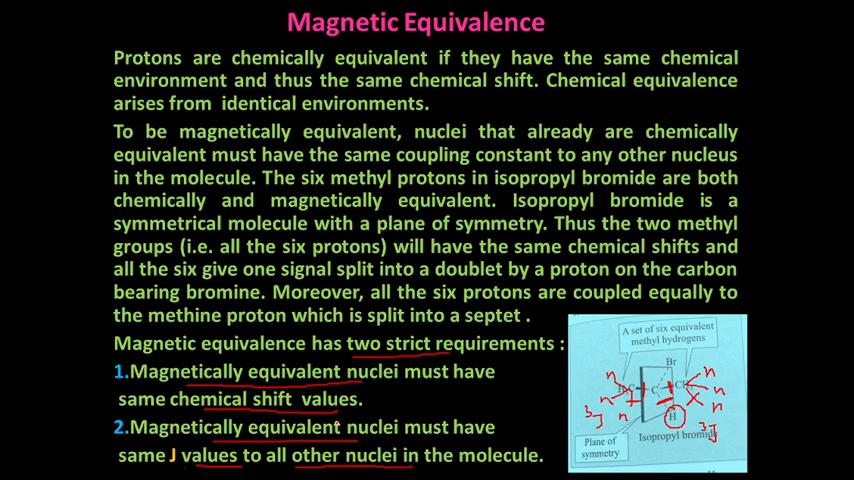 Magnetic Equivalence
Protons are chemically equivalent if they have the same chemical
environment and thus the same chemical shift. Chemical equivalence
arises from identical environments.
To be magnetically equivalent, nuclei that already are chemically
equivalent must have the same coupling constant to any other nucleus
in the molecule. The six methyl protons in isopropyl bromide are both
chemically and magnetically equivalent. Isopropyl bromide is a
symmetrical molecule with a plane of symmetry. Thus the two methyl
groups (i.e. all the six protons) will have the same chemical shifts and
all the six give one signal split into a doublet by a proton on the carbon
bearing bromine. Moreover, all the six protons are coupled equally to
the methine proton which is split into a septet .
Magnetic equivalence has two strict requirements :
1.Magnetically equivalent nuclei must have
same chemical shift values.
2.Magnetically equivalent nuclei must have
same J values to all other nuclei in the molecule.
A set of six equivalent
methyl hydrogens
Br
C
H
3J
3J
Plane of
symmetry
Isopropyl bromide